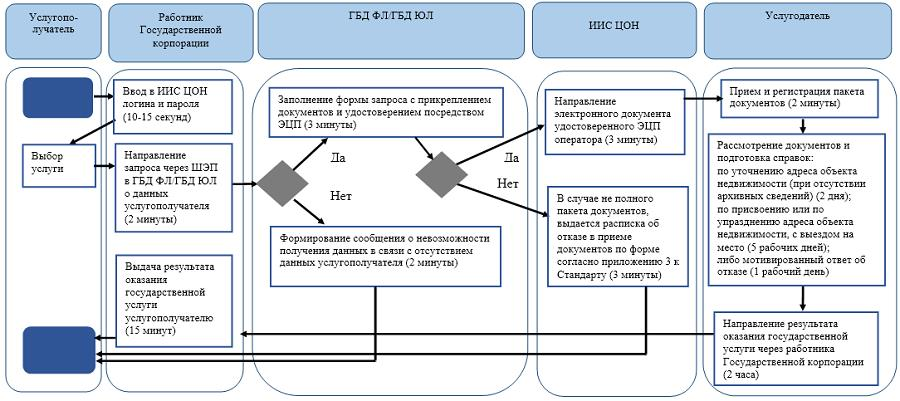 Услугопо-
лучатель
Работник
Государственной
корпорации
ГБД ФЛ/ГБД ЮЛ
ИИС ЦОН
Услугодатель
Ввод в ИИС ЦОН
логина и пароля
(10-15 секунд)
Выбор
услуги
Направление
запроса через ШЭП
в ГБД ФЛ/ГБД ЮЛ
о данных
услугополучателя
(2 минуты)
Выдача результата
оказания
государственной
услуги
услугополучателю
(15 минут)
Заполнение формы запроса с прикреплением
документов и удостоверением посредством
ЭЦП (3 минуты)
Да
Нет
Формирование сообщения о невозможности
получения данных в связи с отсутствием
данных услугополучателя (2 минуты)
Да
Нет
Направление
электронного документа
удостоверенного ЭЦП
оператора (3 минуты)
В случае не полного
пакета документов,
выдается расписка об
отказе в приеме
документов по форме
согласно приложению 3 к
Стандарту (3 минуты)
Прием и регистрация пакета
документов (2 минуты)
Рассмотрение документов и
подготовка справок:
по уточнению адреса объекта
недвижимости (при отсутствии
архивных сведений) (2 дня);
по присвоению или по
упразднению адреса объекта
недвижимости, с выездом на
место (5 рабочих дней);
либо мотивированный ответ об
отказе (1 рабочий день)
Направление результата
оказания государственной
услуги через работника
Государственной корпорации
(2 часа)